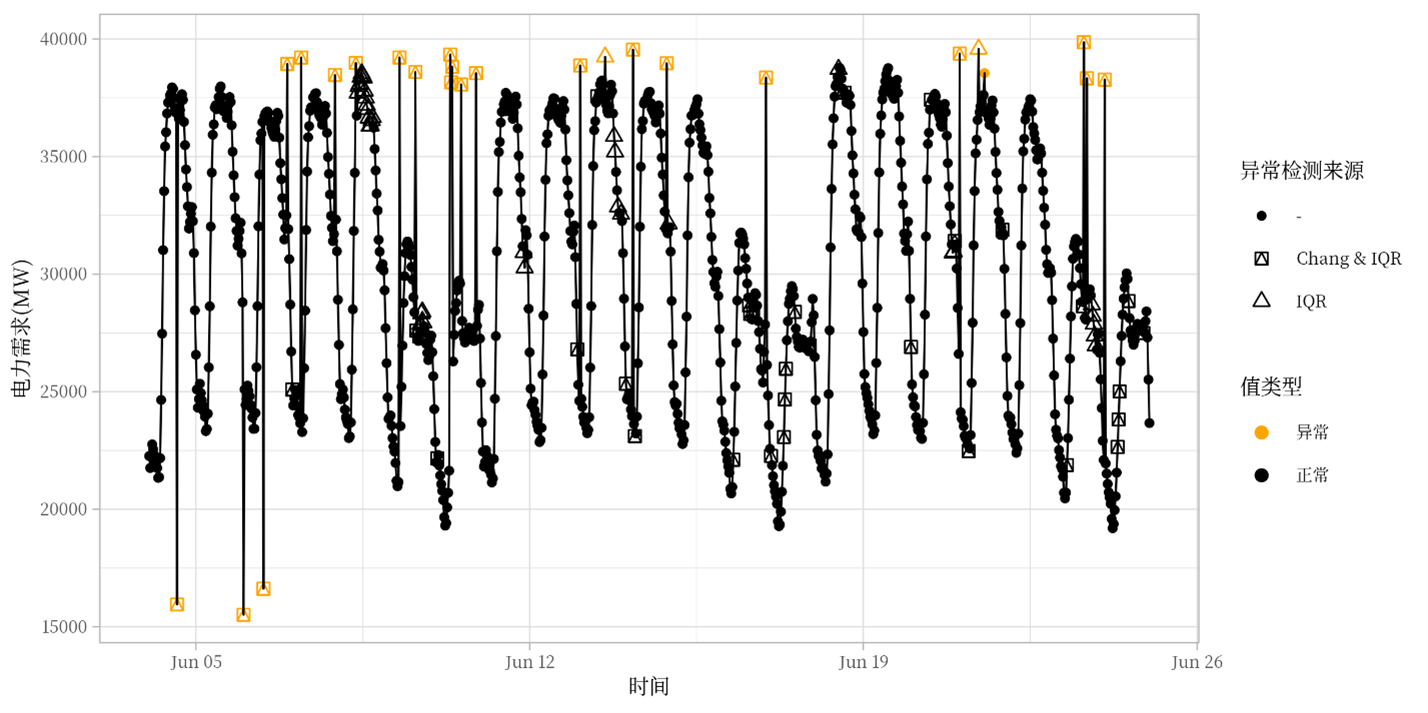 40000
35000
30000
25000
20000
15000
电力需求(MW)
Jun 05
Jun 12
Jun 19
Jun 26
时间
异常检测来源
-
Chang & IQR
IQR
值类型
异常
正常